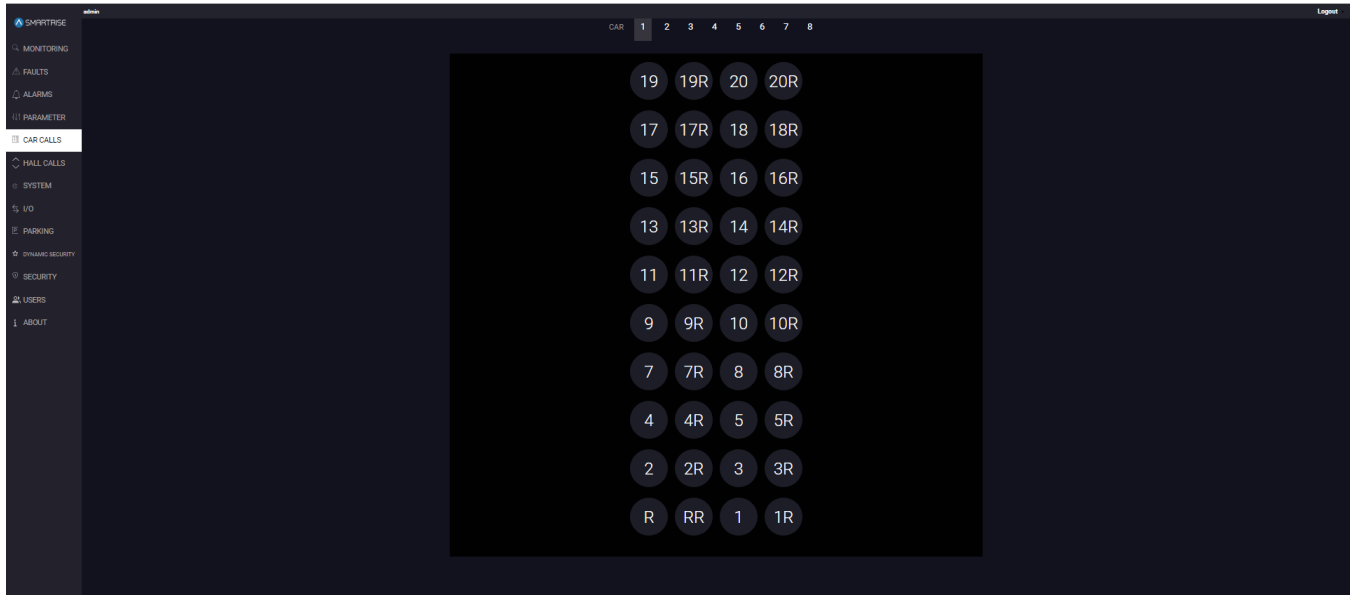 admin
Logout
SMARTRISE
MONITORING
FAULTS
ALARMS
PARAMETER
CAR CALLS
HALL CALLS
SYSTEM
I/O
PARKING
DYNAMIC SECURITY
SECURITY
USERS
ABOUT
CAR 1 2 3 4 5 6 7 8
19 19R 20 20R
17 17R 18 18R
15 15R 16 16R
13 13R 14 14R
11 11R 12 12R
9 9R 10 10R
7 7R 8 8R
4 4R 5 5R
2 2R 3 3R
R RR 1 1R